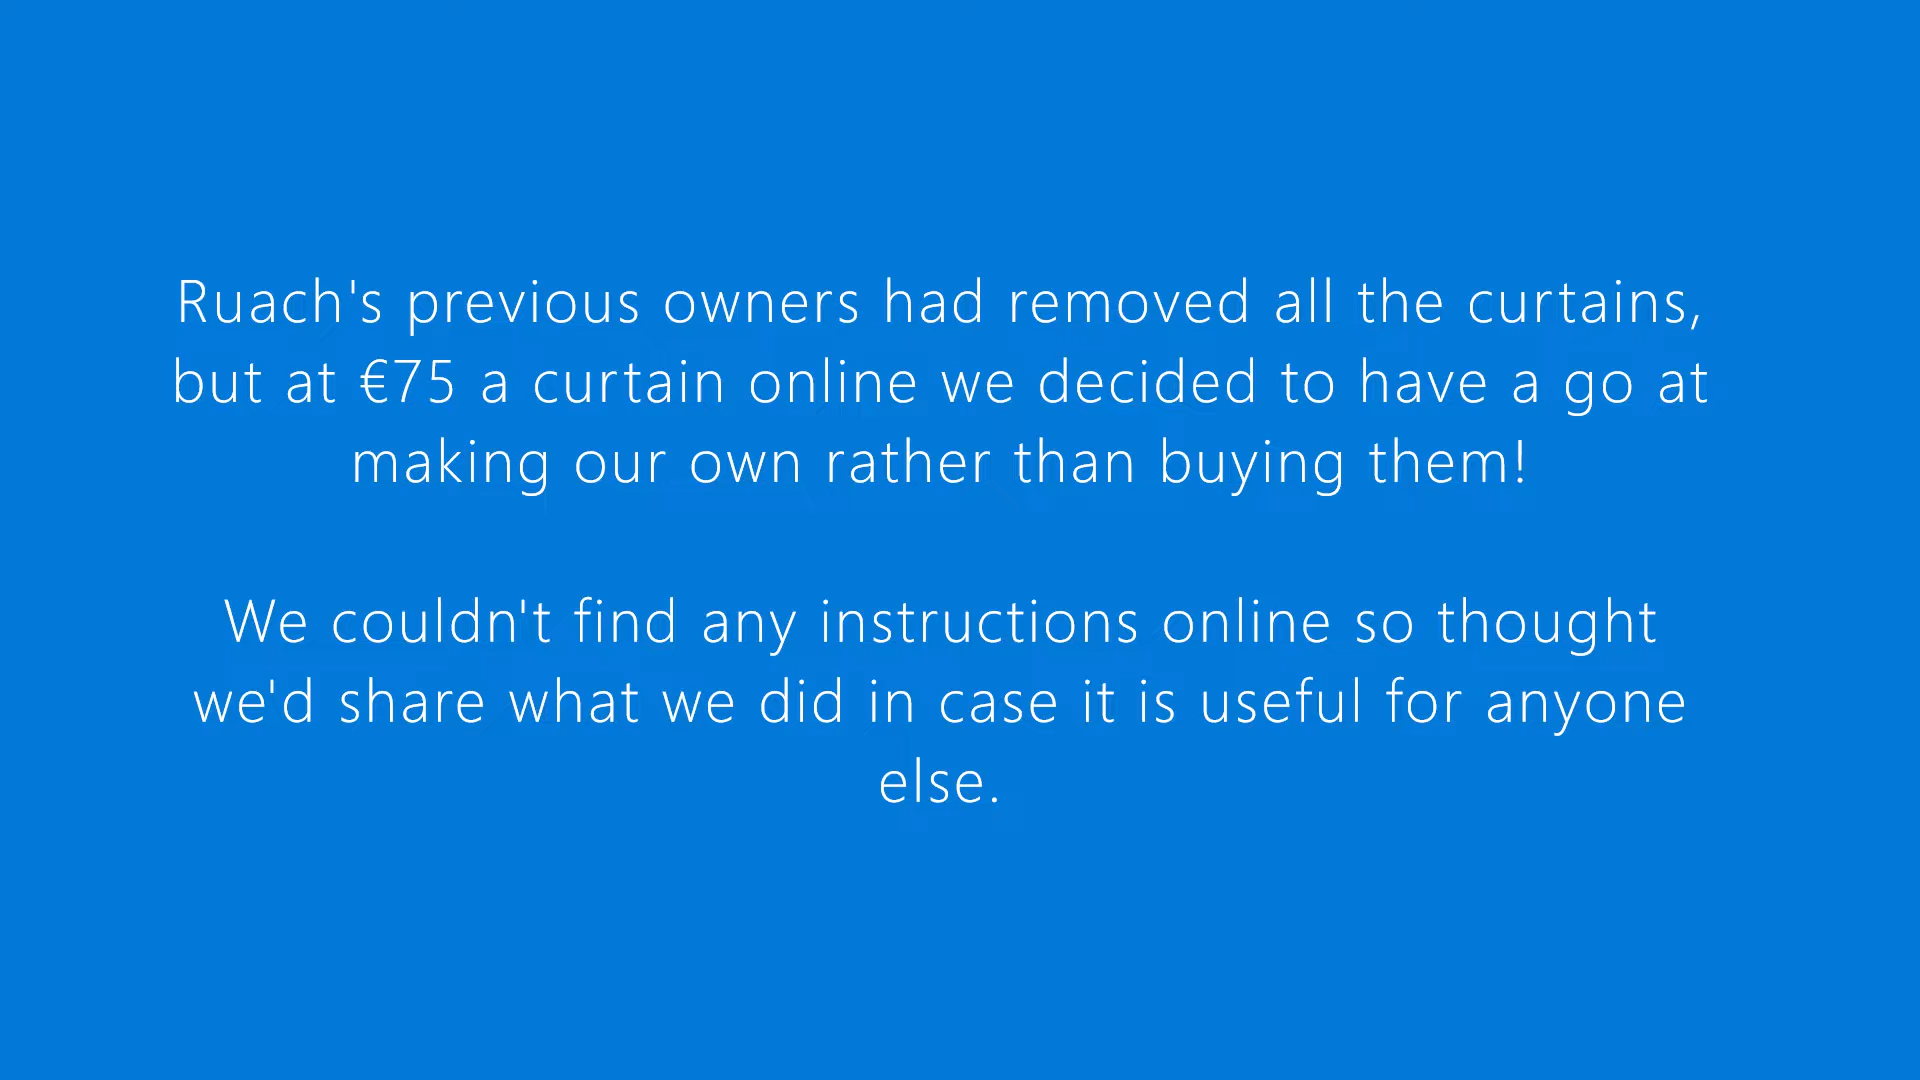 Ruach's previous owners had removed all the curtains,
but at €75 a curtain online we decided to have a go at
making our own rather than buying them!
We couldn't find any instructions online so thought
we'd share what we did in case it is useful for anyone
else.